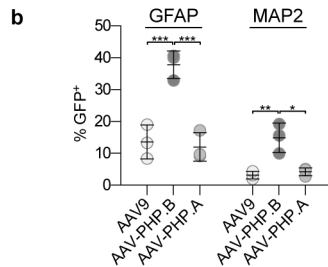 b
GFAP MAP2
*** *** ** *
% GFP+
50
40
30
20
10
0
AAV9
AAV-PHP.B
AAV-PHP.A
AAV9
AAV-PHP.B
AAV-PHP.A